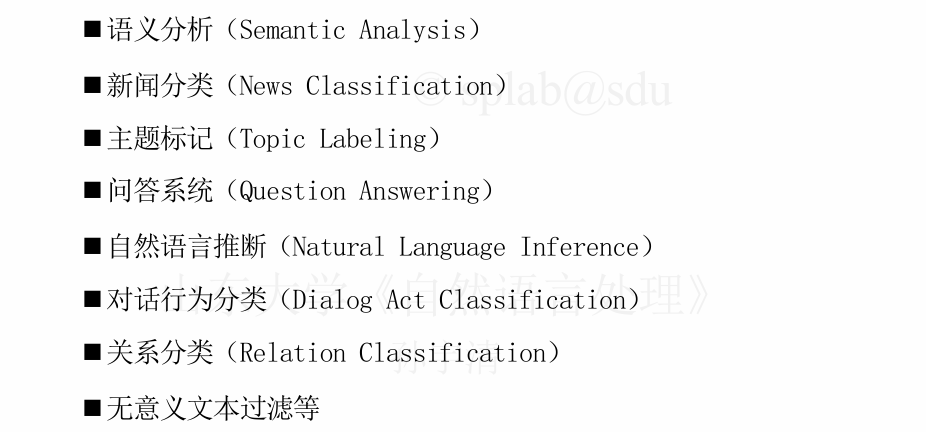 ■语义分析（Semantic Analysis）
■新闻分类（News Classification）
© splab@sdu
■主题标记（Topic Labeling）
■问答系统（Question Answering）
■自然语言推断（Natural Language Inference）
山东大学《自然语言处理》
■对话行为分类（Dialog Act Classification）
■关系分类（Relation Classification）
■无意义文本过滤等